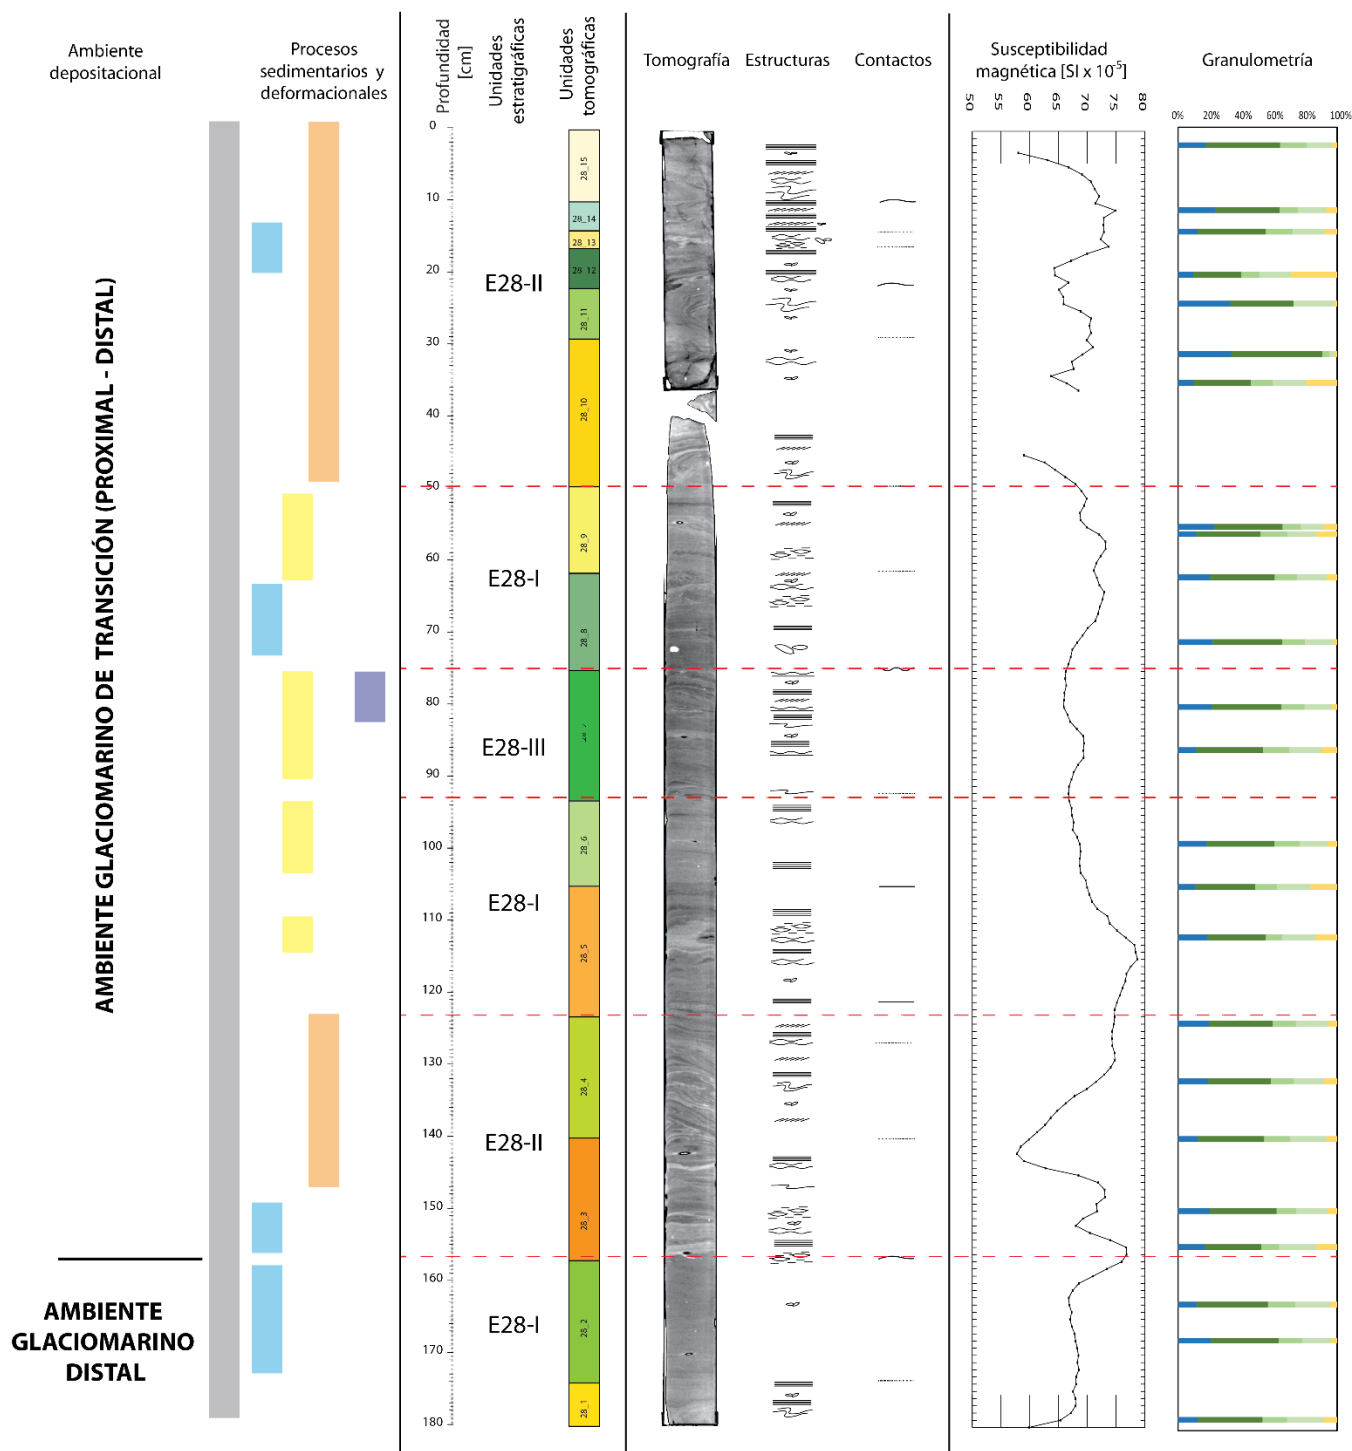 Ambiente
depositacional
Procesos
sedimentarios y
deformacionales
Profundidad
[cm]
Unidades
estratigráficas
Unidades
tomográficas
Tomografía
Estructuras
Contactos
Susceptibilidad
magnética [SI x 10⁻⁵]
Granulometría
50
55
60
65
70
75
80
0%
20%
40%
60%
80%
100%
0
10
20
30
40
50
60
70
80
90
100
110
120
130
140
150
160
170
180
E28-II
E28-I
E28-III
E28-I
E28-II
E28-I
28_15
28_14
28_13
28_12
28_11
28_10
28_9
28_8
28_7
28_6
28_5
28_4
28_3
28_2
28_1
AMBIENTE GLACIOMARINO DE TRANSICIÓN (PROXIMAL - DISTAL)
AMBIENTE
GLACIOMARINO
DISTAL